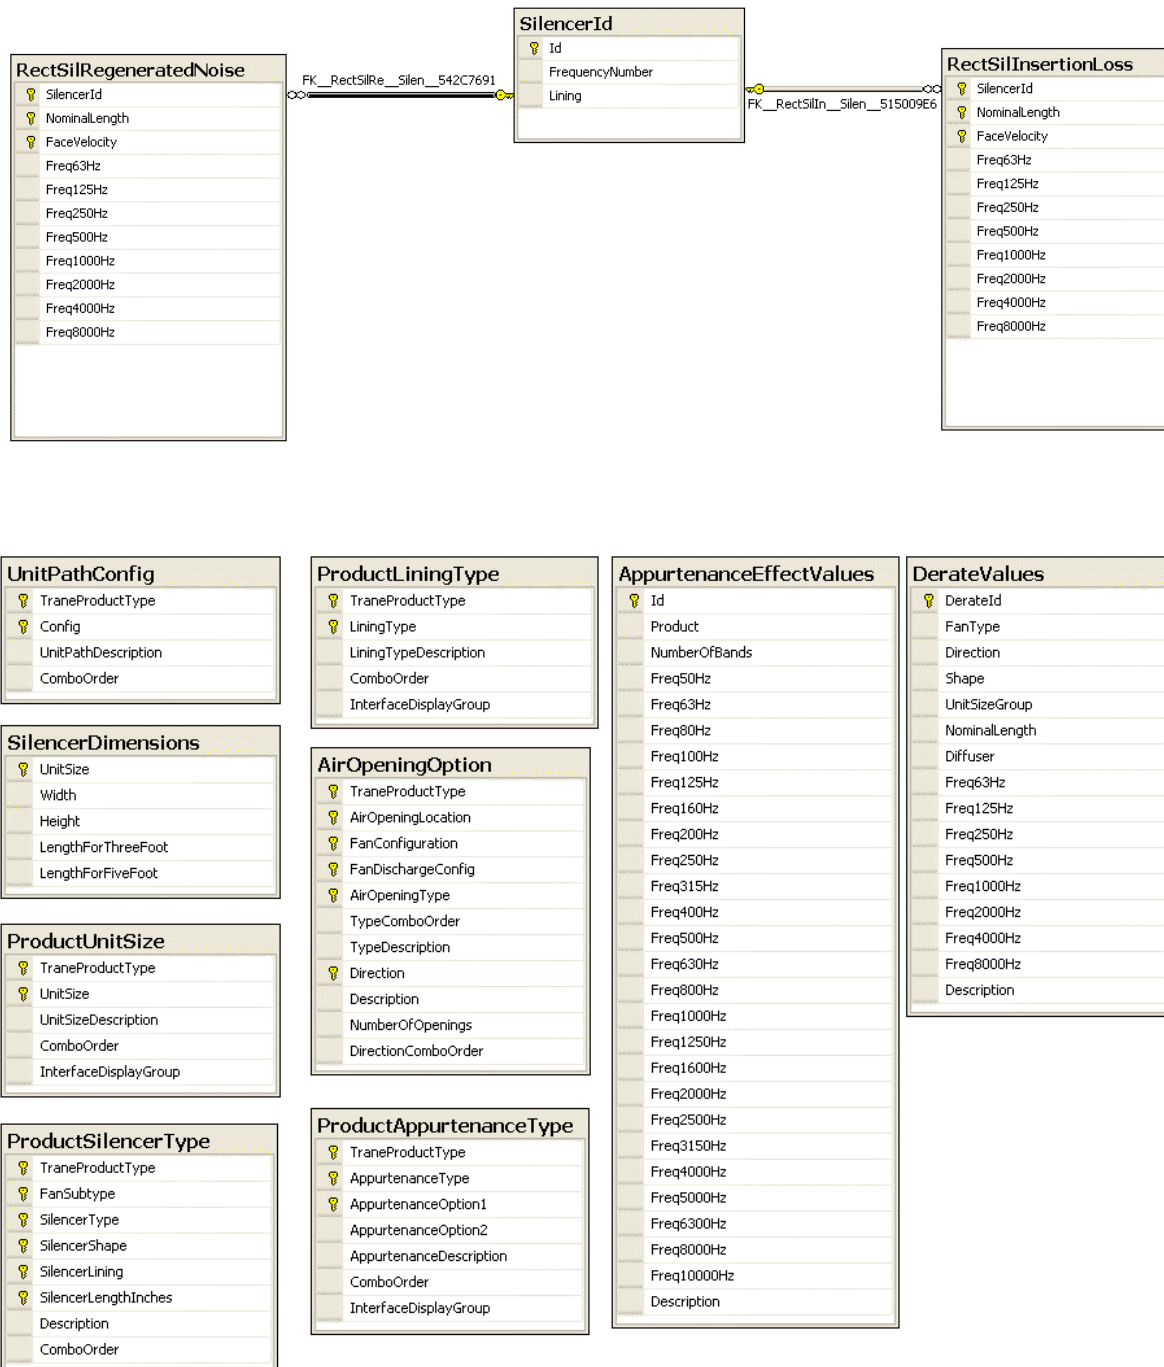 SilencerId
Id
FrequencyNumber
Lining
RectSilRegeneratedNoise
SilencerId
NominalLength
FaceVelocity
Freq63Hz
Freq125Hz
Freq250Hz
Freq500Hz
Freq1000Hz
Freq2000Hz
Freq4000Hz
Freq8000Hz
FK__RectSilRe__Silen__542C7691
FK__RectSilIn__Silen__515009E6
RectSilInsertionLoss
SilencerId
NominalLength
FaceVelocity
Freq63Hz
Freq125Hz
Freq250Hz
Freq500Hz
Freq1000Hz
Freq2000Hz
Freq4000Hz
Freq8000Hz
UnitPathConfig
TraneProductType
Config
UnitPathDescription
ComboOrder
SilencerDimensions
UnitSize
Width
Height
LengthForThreeFoot
LengthForFiveFoot
ProductUnitSize
TraneProductType
UnitSize
UnitSizeDescription
ComboOrder
InterfaceDisplayGroup
ProductSilencerType
TraneProductType
FanSubtype
SilencerType
SilencerShape
SilencerLining
SilencerLengthInches
Description
ComboOrder
ProductLiningType
TraneProductType
LiningType
LiningTypeDescription
ComboOrder
InterfaceDisplayGroup
AirOpeningOption
TraneProductType
AirOpeningLocation
FanConfiguration
FanDischargeConfig
AirOpeningType
TypeComboOrder
TypeDescription
Direction
Description
NumberOfOpenings
DirectionComboOrder
ProductAppurtenanceType
TraneProductType
AppurtenanceType
AppurtenanceOption1
AppurtenanceOption2
AppurtenanceDescription
ComboOrder
InterfaceDisplayGroup
AppurtenanceEffectValues
Id
Product
NumberOfBands
Freq50Hz
Freq63Hz
Freq80Hz
Freq100Hz
Freq125Hz
Freq160Hz
Freq200Hz
Freq250Hz
Freq315Hz
Freq400Hz
Freq500Hz
Freq630Hz
Freq800Hz
Freq1000Hz
Freq1250Hz
Freq1600Hz
Freq2000Hz
Freq2500Hz
Freq3150Hz
Freq4000Hz
Freq5000Hz
Freq6300Hz
Freq8000Hz
Freq10000Hz
Description
DerateValues
DerateId
FanType
Direction
Shape
UnitSizeGroup
NominalLength
Diffuser
Freq63Hz
Freq125Hz
Freq250Hz
Freq500Hz
Freq1000Hz
Freq2000Hz
Freq4000Hz
Freq8000Hz
Description